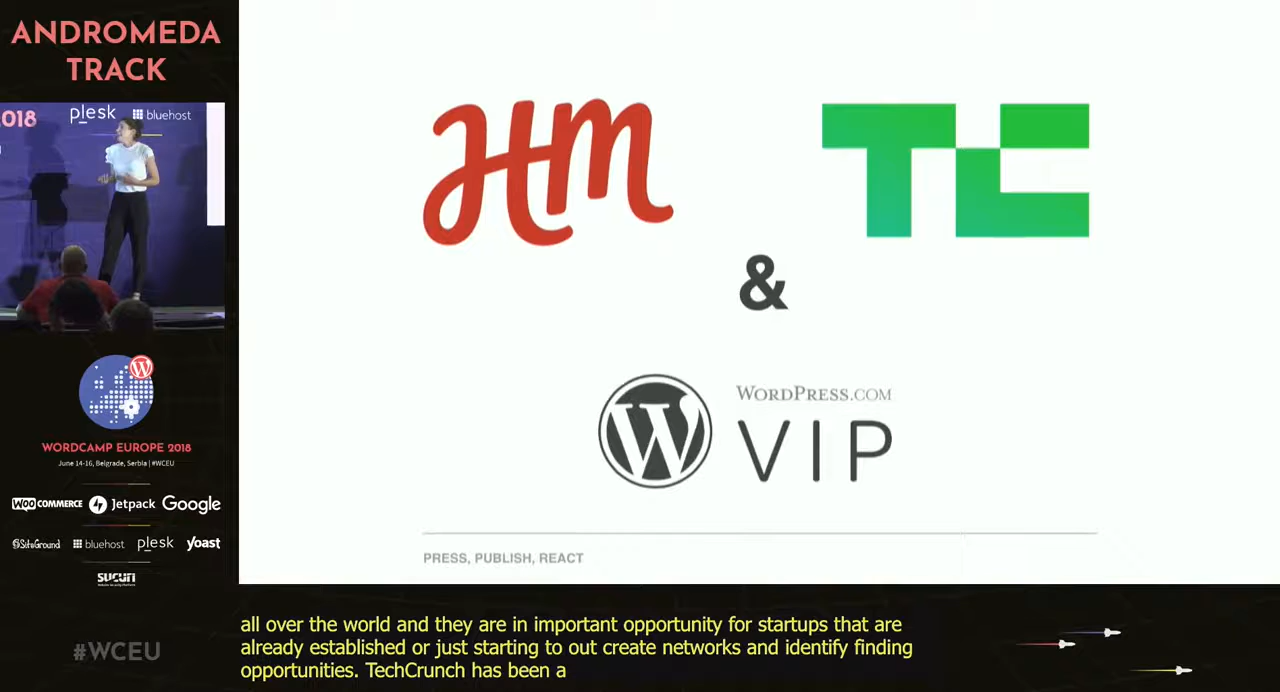 ANDROMEDA
TRACK
2018
plesk
bluehost
HM
TC
&
WORDPRESS.COM
VIP
PRESS, PUBLISH, REACT
WORDCAMP EUROPE 2018
June 14-16, Belgrade, Serbia | #WCEU
WOO COMMERCE Jetpack Google
SiteGround bluehost plesk yoast
SUCURI
#WCEU
all over the world and they are in important opportunity for startups that are
already established or just starting to out create networks and identify finding
opportunities. TechCrunch has been a